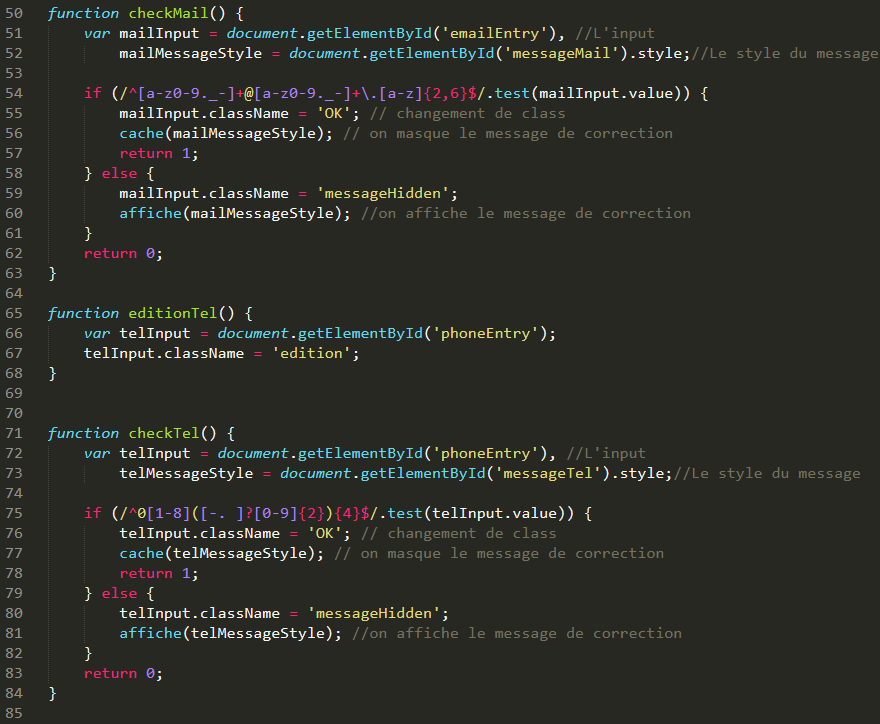 50 function checkMail() {
51     var mailInput = document.getElementById('emailEntry'), //L'input
52         mailMessageStyle = document.getElementById('messageMail').style;//Le style du message
53
54     if (/^[a-z0-9._-]+@[a-z0-9._-]+\.[a-z]{2,6}$/.test(mailInput.value)) {
55         mailInput.className = 'OK'; // changement de class
56         cache(mailMessageStyle); // on masque le message de correction
57         return 1;
58     } else {
59         mailInput.className = 'messageHidden';
60         affiche(mailMessageStyle); //on affiche le message de correction
61     }
62     return 0;
63 }
64
65 function editionTel() {
66     var telInput = document.getElementById('phoneEntry');
67     telInput.className = 'edition';
68 }
69
70
71 function checkTel() {
72     var telInput = document.getElementById('phoneEntry'), //L'input
73         telMessageStyle = document.getElementById('messageTel').style;//Le style du message
74
75     if (/^0[1-8]([-. ]?[0-9]{2}){4}$/.test(telInput.value)) {
76         telInput.className = 'OK'; // changement de class
77         cache(telMessageStyle); // on masque le message de correction
78         return 1;
79     } else {
80         telInput.className = 'messageHidden';
81         affiche(telMessageStyle); //on affiche le message de correction
82     }
83     return 0;
84 }
85